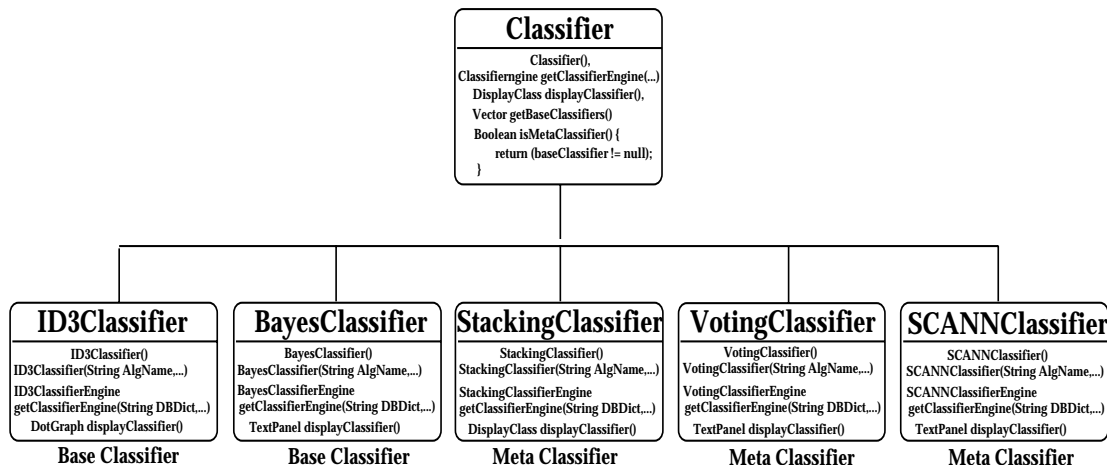 Classifier
Classifier(),
Classifierngine getClassifierEngine(...)
DisplayClass displayClassifier(),
Vector getBaseClassifiers()
Boolean isMetaClassifier() {
return (baseClassifier != null);
}
ID3Classifier
ID3Classifier()
ID3Classifier(String AlgName,...)
ID3ClassifierEngine
getClassifierEngine(String DBDict,...)
DotGraph displayClassifier()
Base Classifier
BayesClassifier
BayesClassifier()
BayesClassifier(String AlgName,...)
BayesClassifierEngine
getClassifierEngine(String DBDict,...)
TextPanel displayClassifier()
Base Classifier
StackingClassifier
StackingClassifier()
StackingClassifier(String AlgName,...)
StackingClassifierEngine
getClassifierEngine(String DBDict,...)
DisplayClass displayClassifier()
Meta Classifier
VotingClassifier
VotingClassifier()
VotingClassifier(String AlgName,...)
VotingClassifierEngine
getClassifierEngine(String DBDict,...)
TextPanel displayClassifier()
Meta Classifier
SCANNClassifier
SCANNClassifier()
SCANNClassifier(String AlgName,...)
SCANNClassifierEngine
getClassifierEngine(String DBDict,...)
TextPanel displayClassifier()
Meta Classifier